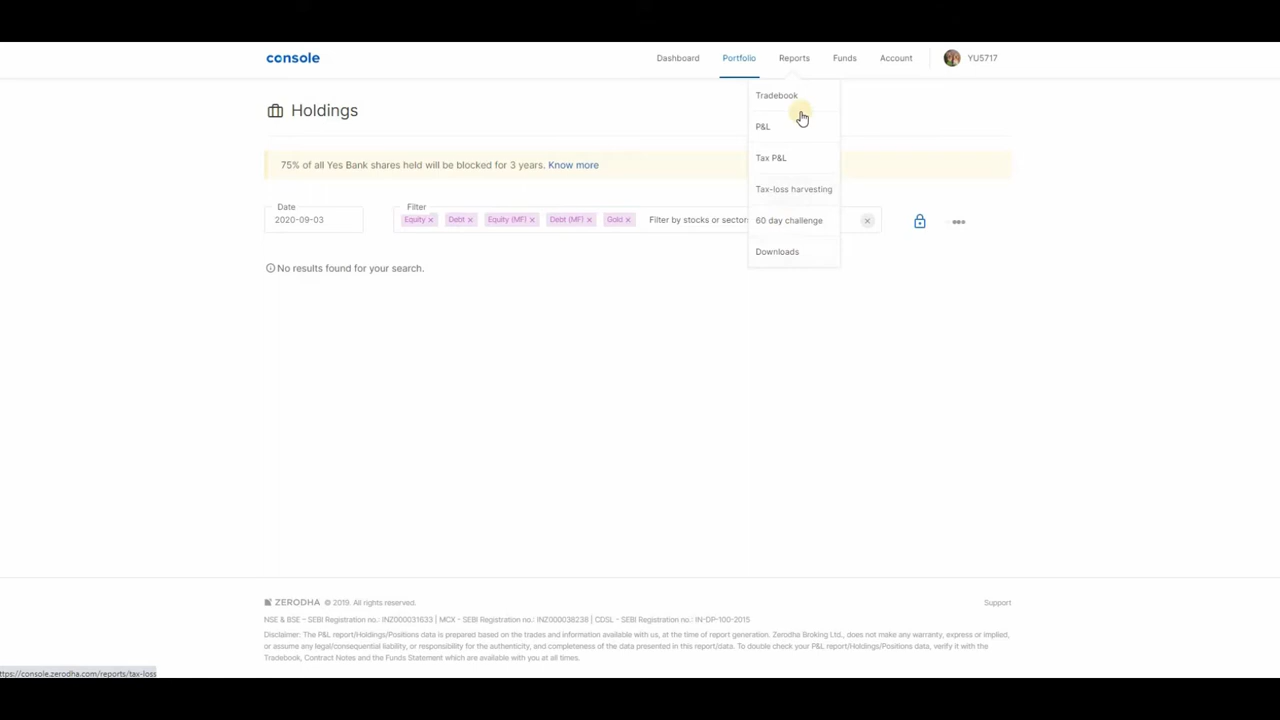 console
Dashboard Portfolio Reports Funds Account YU5717
Tradebook
P&L
Tax P&L
Tax-loss harvesting
60 day challenge
Downloads
Holdings
75% of all Yes Bank shares held will be blocked for 3 years. Know more
Date
2020-09-03
Filter
Equity × Debt × Equity (MF) × Debt (MF) × Gold × Filter by stocks or sectors
No results found for your search.
ZERODHA © 2019. All rights reserved.
Support
NSE & BSE – SEBI Registration no.: INZ000031633 | MCX - SEBI Registration no.: INZ000038238 | CDSL - SEBI Registration no.: IN-DP-100-2015
Disclaimer: The P&L report/Holdings/Positions data is prepared based on the trades and information available with us, at the time of report generation. Zerodha Broking Ltd., does not make any warranty, express or implied,
or assume any legal/consequential liability, or responsibility for the authenticity, and completeness of the data presented in this report/data. To double check your P&L report/Holdings/Positions data, verify it with the
Tradebook, Contract Notes and the Funds Statement which are available with you at all times.
ttps://console.zerodha.com/reports/tax-loss